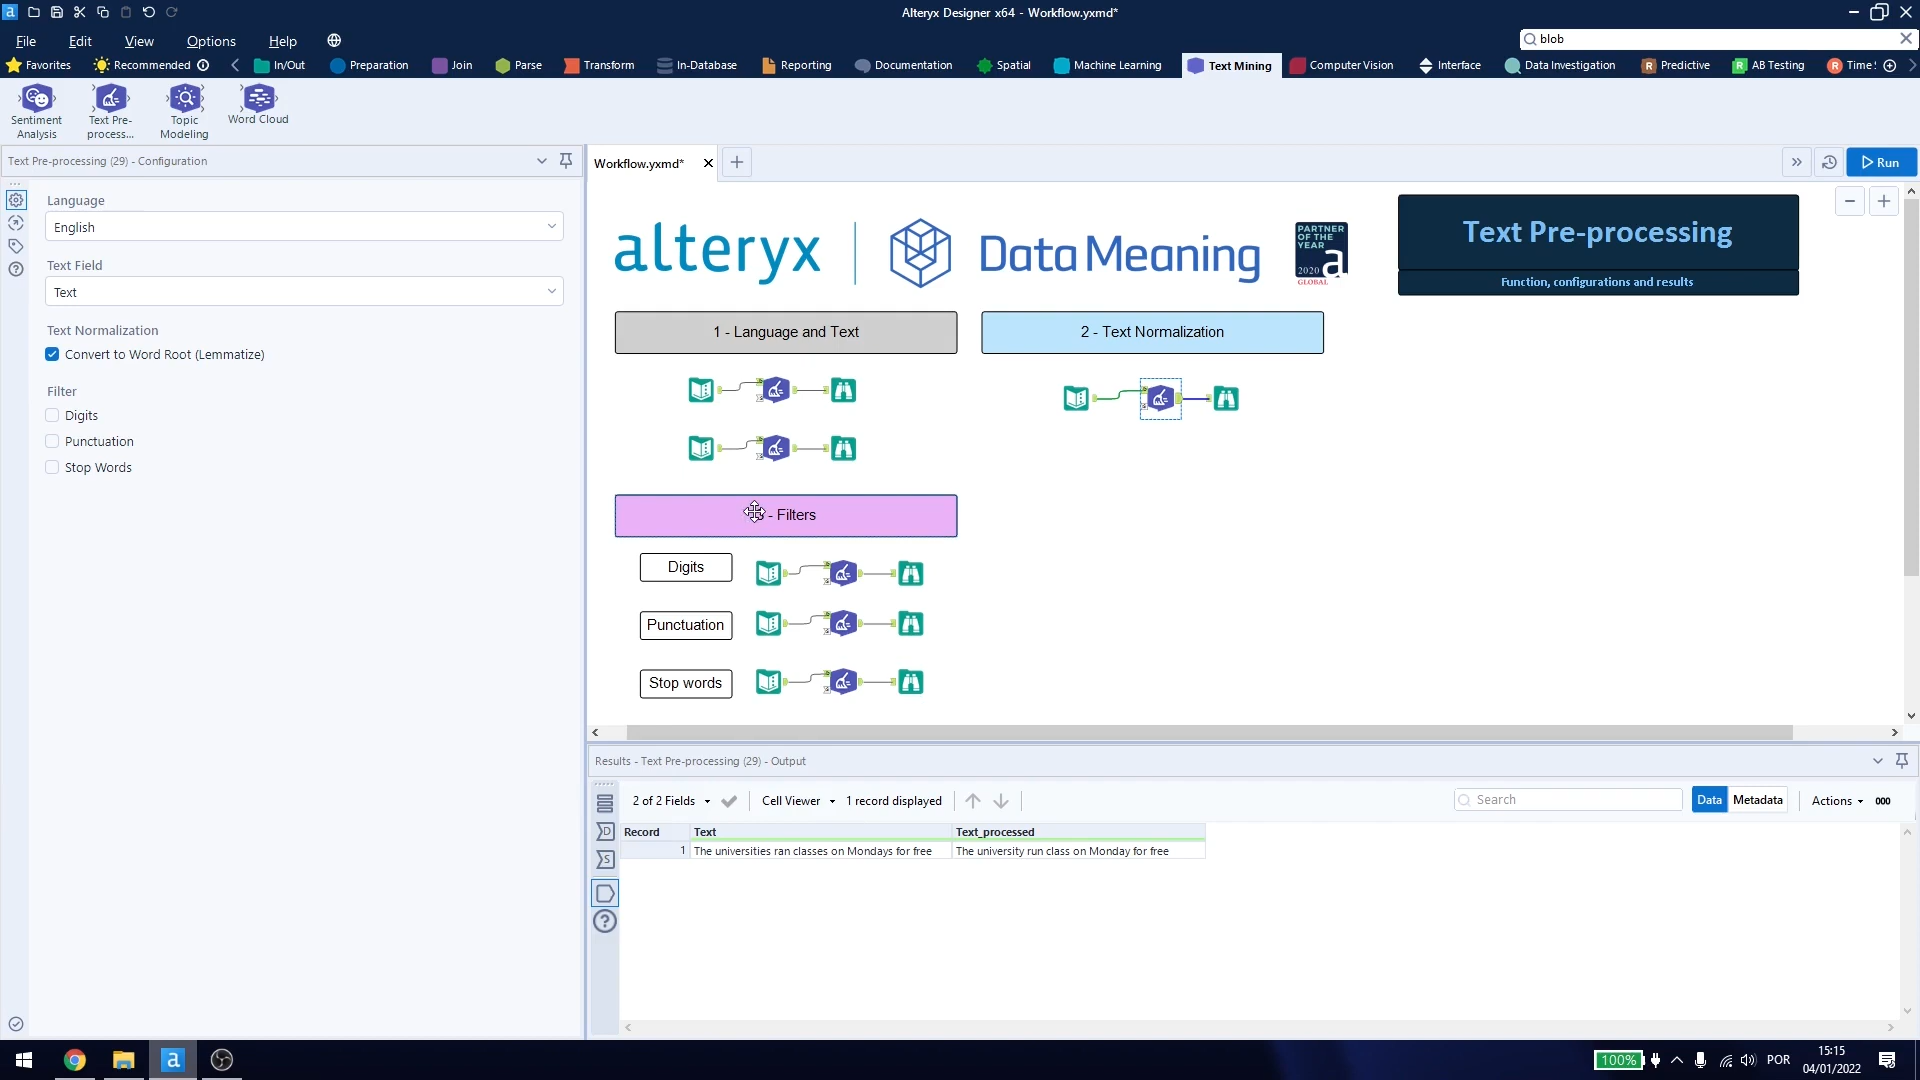 Alteryx Designer x64 - Workflow.yxmd*
File Edit View Options Help
blob
Favorites Recommended In/Out Preparation Join Parse Transform In-Database Reporting Documentation Spatial Machine Learning Text Mining Computer Vision Interface Data Investigation Predictive AB Testing Time
Sentiment Analysis
Text Pre-process...
Topic Modeling
Word Cloud
Text Pre-processing (29) - Configuration
Language
English
Text Field
Text
Text Normalization
Convert to Word Root (Lemmatize)
Filter
Digits
Punctuation
Stop Words
Workflow.yxmd*
Run
alteryx
Data Meaning
PARTNER
OF THE
YEAR
2020
a
GLOBAL
Text Pre-processing
Function, configurations and results
1 - Language and Text
2 - Text Normalization
- Filters
Digits
Punctuation
Stop words
Results - Text Pre-processing (29) - Output
2 of 2 Fields Cell Viewer 1 record displayed Search Data Metadata Actions 000
Record Text Text_processed
1 The universities ran classes on Mondays for free The university run class on Monday for free
100% POR 15:15
04/01/2022